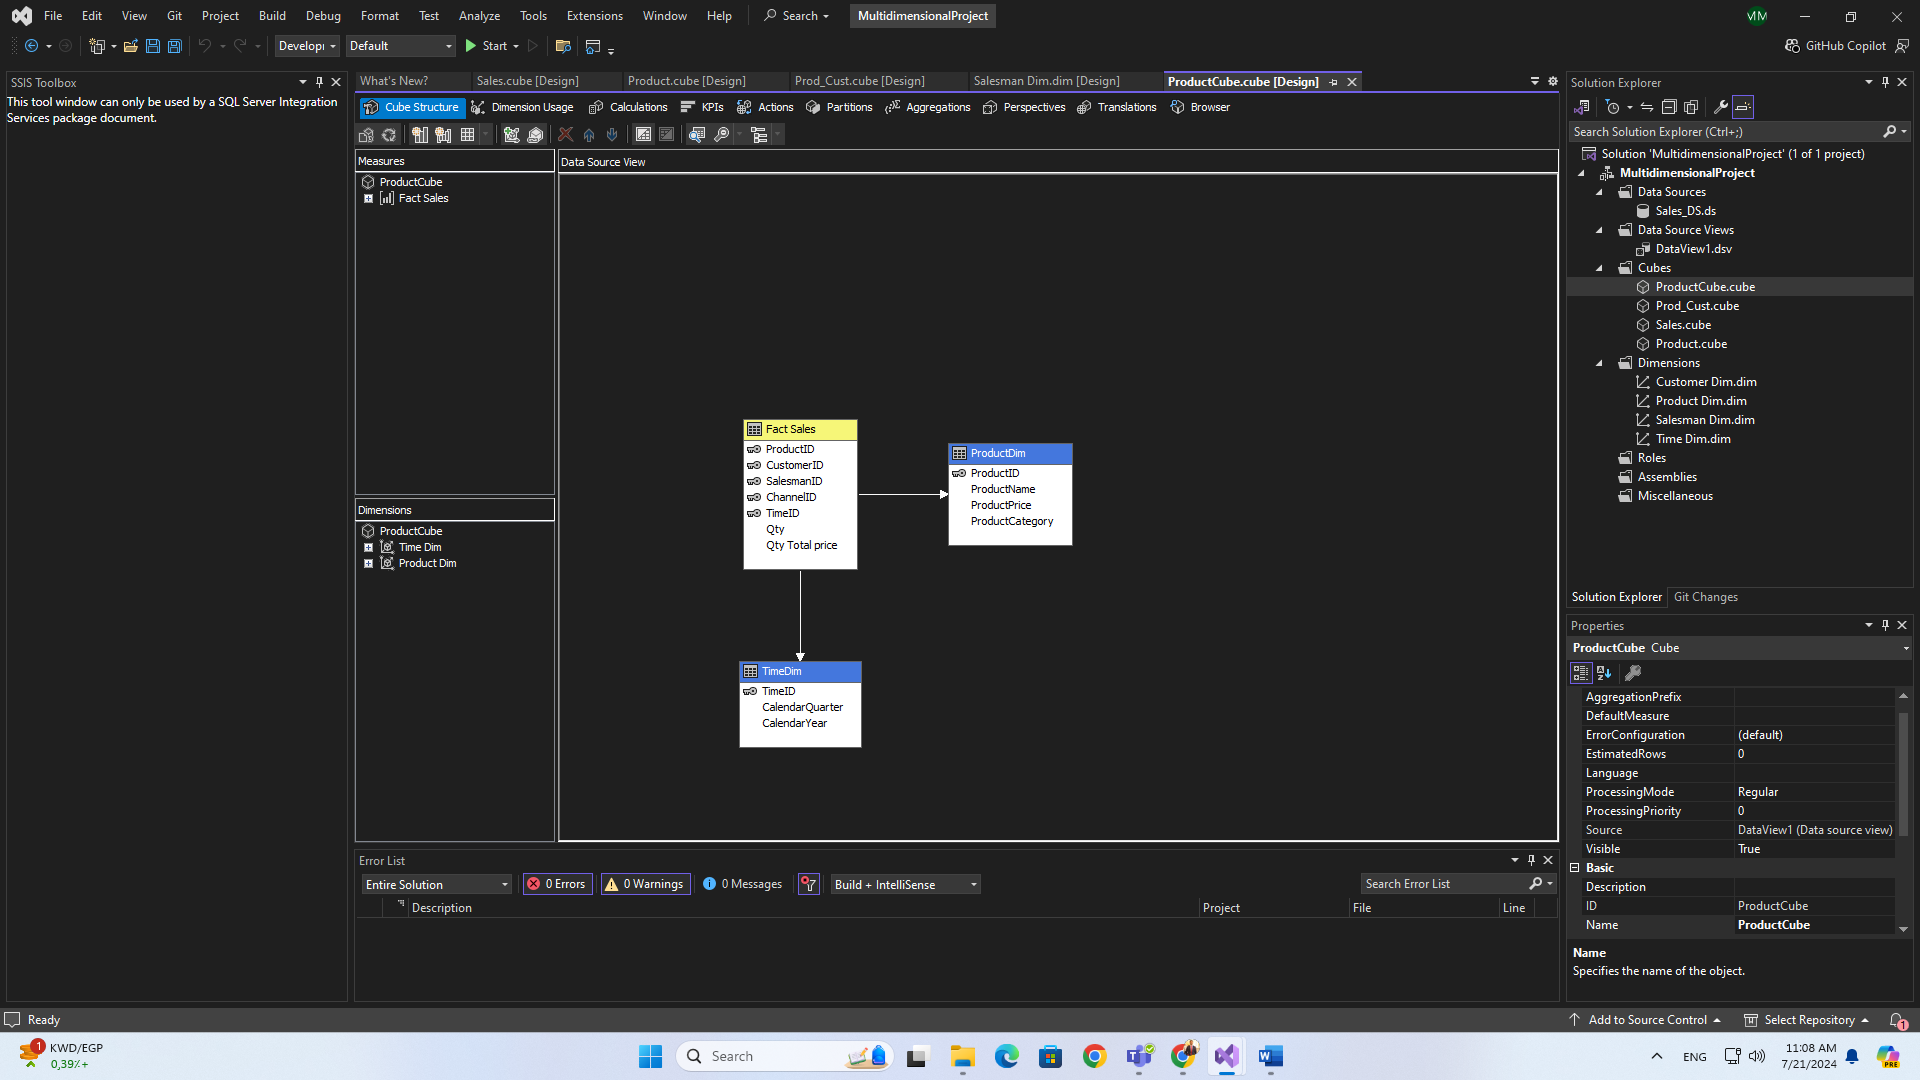 File Edit View Git Project Build Debug Format Test Analyze Tools Extensions Window Help Search MultidimensionalProject
Developr Default Start GitHub Copilot
SSIS Toolbox
This tool window can only be used by a SQL Server Integration
Services package document.
What's New? Sales.cube [Design] Product.cube [Design] Prod_Cust.cube [Design] Salesman Dim.dim [Design] ProductCube.cube [Design]
Cube Structure Dimension Usage Calculations KPIs Actions Partitions Aggregations Perspectives Translations Browser
Measures
ProductCube
Fact Sales
Dimensions
ProductCube
Time Dim
Product Dim
Data Source View
Fact Sales
ProductID
CustomerID
SalesmanID
ChannelID
TimeID
Qty
Qty Total price
ProductDim
ProductID
ProductName
ProductPrice
ProductCategory
TimeDim
TimeID
CalendarQuarter
CalendarYear
Error List
Entire Solution 0 Errors 0 Warnings 0 Messages Build + IntelliSense Search Error List
Description Project File Line
Solution Explorer
Search Solution Explorer (Ctrl+;)
Solution 'MultidimensionalProject' (1 of 1 project)
MultidimensionalProject
Data Sources
Sales_DS.ds
Data Source Views
DataView1.dsv
Cubes
ProductCube.cube
Prod_Cust.cube
Sales.cube
Product.cube
Dimensions
Customer Dim.dim
Product Dim.dim
Salesman Dim.dim
Time Dim.dim
Roles
Assemblies
Miscellaneous
Solution Explorer Git Changes
Properties
ProductCube Cube
AggregationPrefix
DefaultMeasure
ErrorConfiguration (default)
EstimatedRows 0
Language
ProcessingMode Regular
ProcessingPriority 0
Source DataView1 (Data source view)
Visible True
Basic
Description
ID ProductCube
Name ProductCube
Name
Specifies the name of the object.
Ready Add to Source Control Select Repository 1
1 KWD/EGP
0,39٪+
Search
ENG
11:08 AM
7/21/2024
PRE